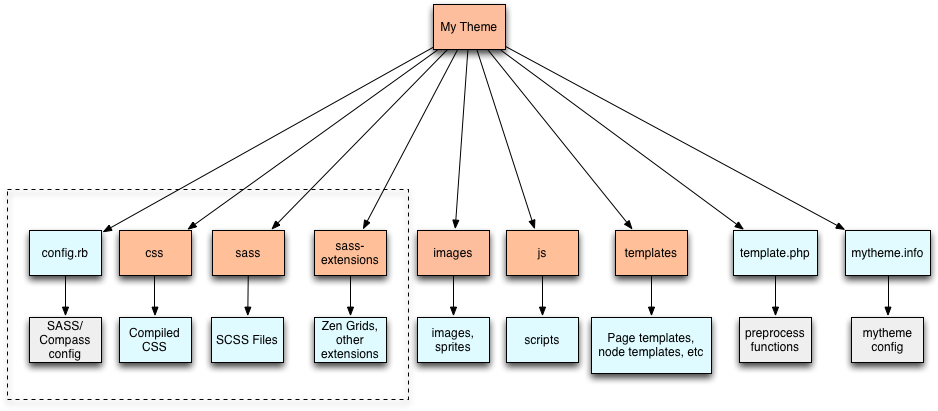 My Theme
config.rb
css
sass
sass-
extensions
images
js
templates
template.php
mytheme.info
SASS/
Compass
config
Compiled
CSS
SCSS Files
Zen Grids,
other
extensions
images,
sprites
scripts
Page templates,
node templates, etc
preprocess
functions
mytheme
config